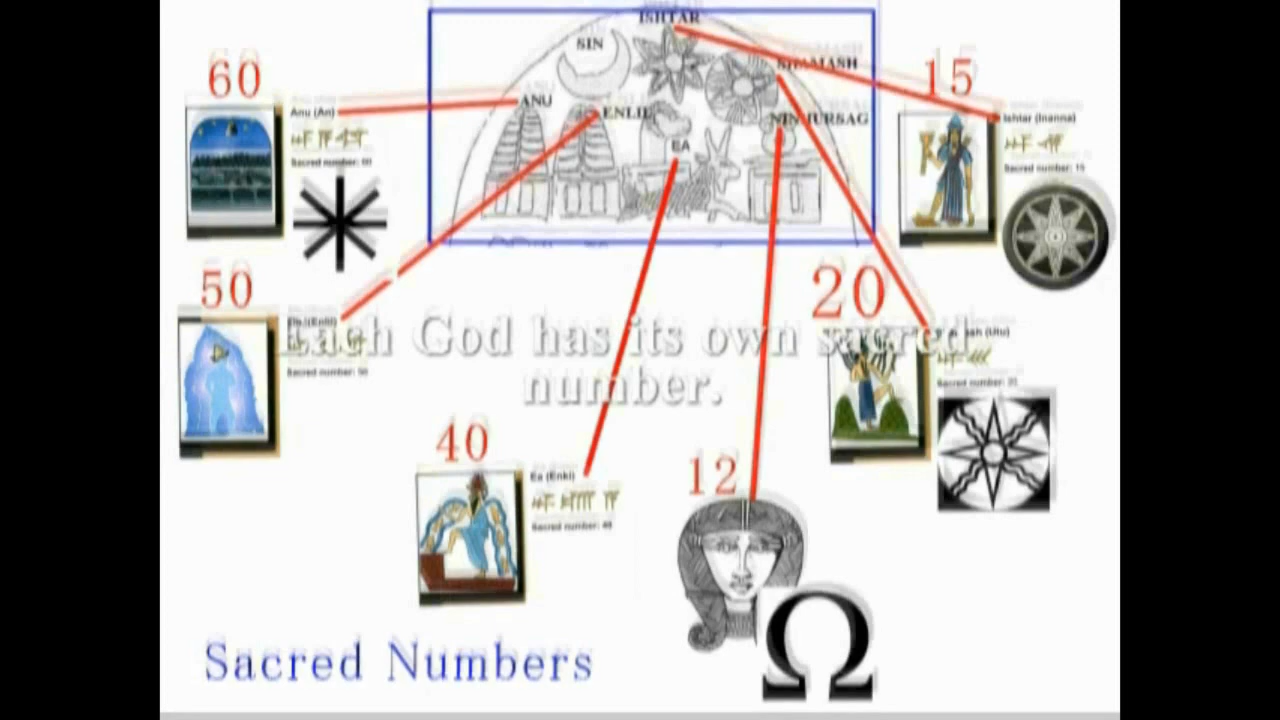 ISHTAR
SIN
SHAMASH
ANU
ENLIL
EA
60
Anu (An)
Sacred number: 60
15
Ishtar (Inanna)
Sacred number: 15
50
(Enlil)
Sacred number: 50
20
(Utu)
Sacred number: 20
Each God has its own sacred
number.
40
Ea (Enki)
Sacred number: 40
12
Ω
Sacred Numbers